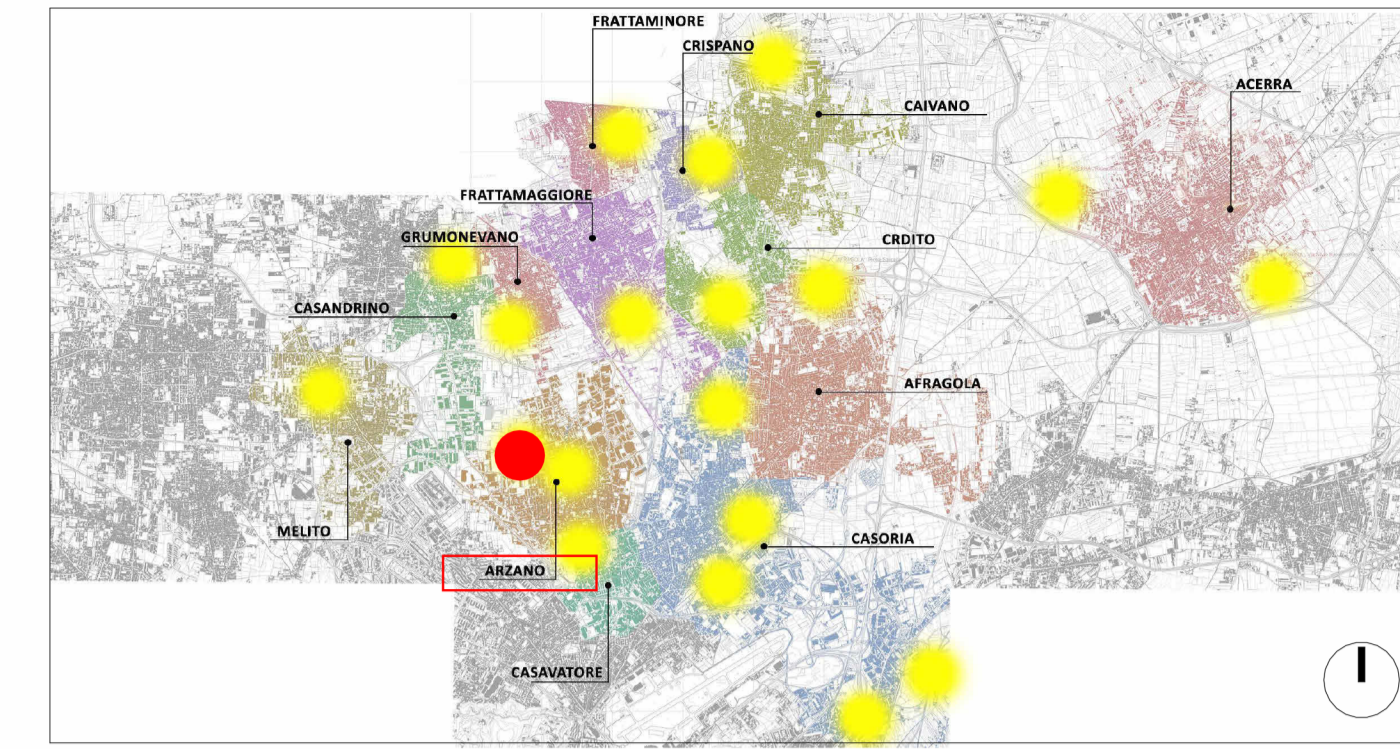 FRATTAMINORE
CRISPANO
ACERRA
CAIVANO
FRATTAMAGGIORE
GRUMONEVANO
CRDITO
CASANDRINO
AFRAGOLA
MELITO
CASORIA
ARZANO
CASAVATORE